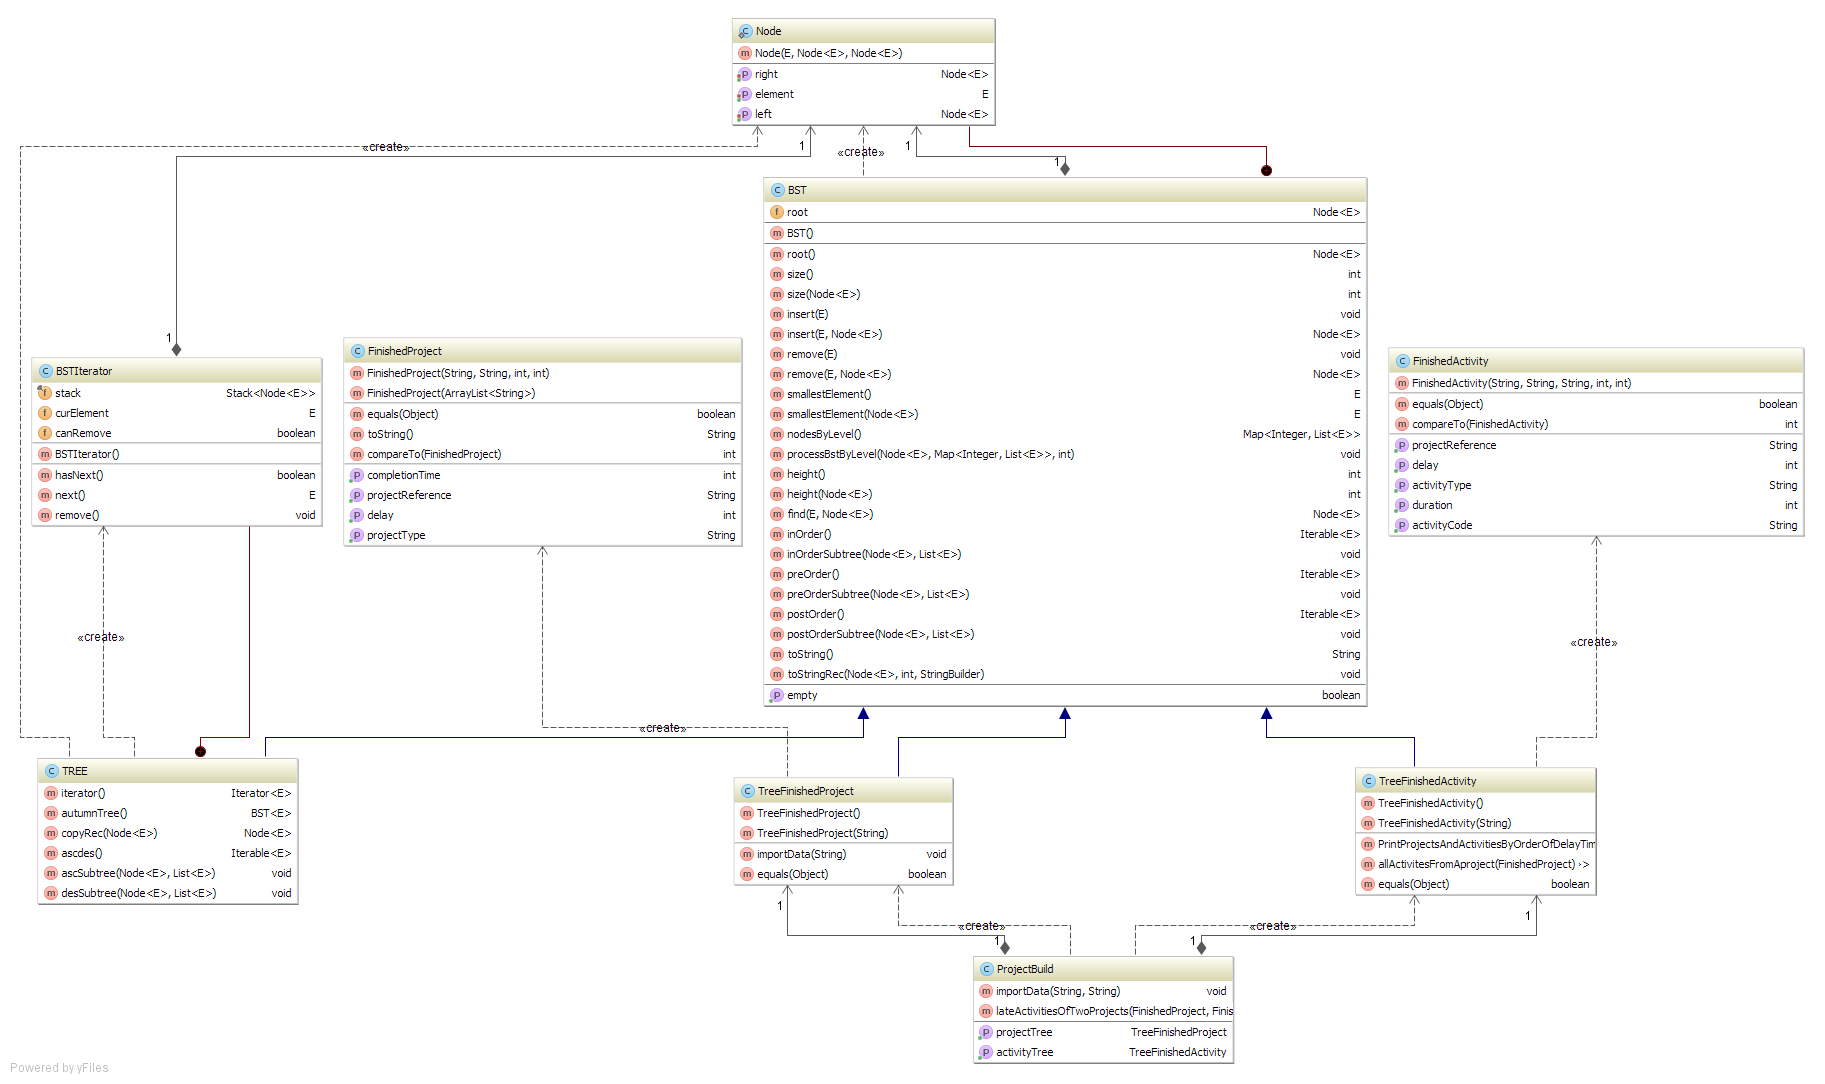 Node
Node(E, Node<E>, Node<E>)
right Node<E>
element E
left Node<E>
«create»
1
«create»
1
1
BST
root Node<E>
BST()
root() Node<E>
size() int
size(Node<E>) int
insert(E) void
insert(E, Node<E>) Node<E>
remove(E) void
remove(E, Node<E>) Node<E>
smallestElement() E
smallestElement(Node<E>) E
nodesByLevel() Map<Integer, List<E>>
processBstByLevel(Node<E>, Map<Integer, List<E>>, int) void
height() int
height(Node<E>) int
find(E, Node<E>) Node<E>
inOrder() Iterable<E>
inOrderSubtree(Node<E>, List<E>) void
preOrder() Iterable<E>
preOrderSubtree(Node<E>, List<E>) void
postOrder() Iterable<E>
postOrderSubtree(Node<E>, List<E>) void
toString() String
toStringRec(Node<E>, int, StringBuilder) void
empty boolean
1
BSTIterator
stack Stack<Node<E>>
curElement E
canRemove boolean
BSTIterator()
hasNext() boolean
next() E
remove() void
FinishedProject
FinishedProject(String, String, int, int)
FinishedProject(ArrayList<String>)
equals(Object) boolean
toString() String
compareTo(FinishedProject) int
completionTime int
projectReference String
delay int
projectType String
FinishedActivity
FinishedActivity(String, String, String, int, int)
equals(Object) boolean
compareTo(FinishedActivity) int
projectReference String
delay int
activityType String
duration int
activityCode String
«create»
«create»
«create»
TREE
iterator() Iterator<E>
autumnTree() BST<E>
copyRec(Node<E>) Node<E>
ascdes() Iterable<E>
ascSubtree(Node<E>, List<E>) void
desSubtree(Node<E>, List<E>) void
TreeFinishedProject
TreeFinishedProject()
TreeFinishedProject(String)
importData(String) void
equals(Object) boolean
TreeFinishedActivity
TreeFinishedActivity()
TreeFinishedActivity(String)
PrintProjectsAndActivitiesByOrderOfDelayTim
allActivitesFromAproject(FinishedProject) >>
equals(Object) boolean
1
«create»
1
«create»
1
1
ProjectBuild
importData(String, String) void
lateActivitiesOfTwoProjects(FinishedProject, Finis
projectTree TreeFinishedProject
activityTree TreeFinishedActivity
Powered by yFiles